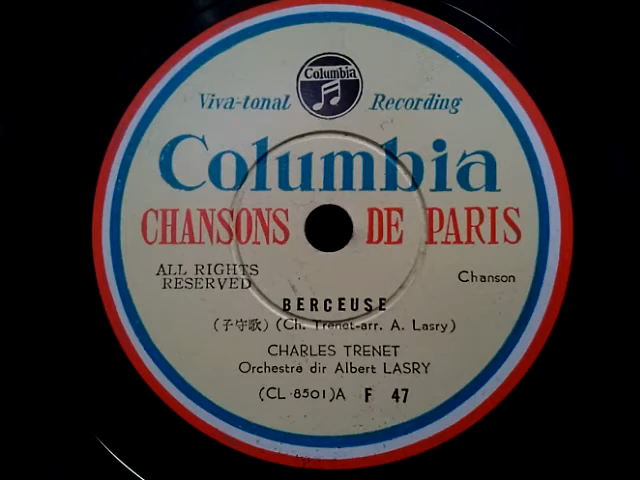 Columbia
Viva-tonal Recording
Columbia
CHANSONS DE PARIS
ALL RIGHTS
RESERVED
Chanson
BERCEUSE
(子守歌) (Ch. Trenet-arr. A. Lasry)
CHARLES TRENET
Orchestre dir Albert LASRY
(CL·8501)A F 47